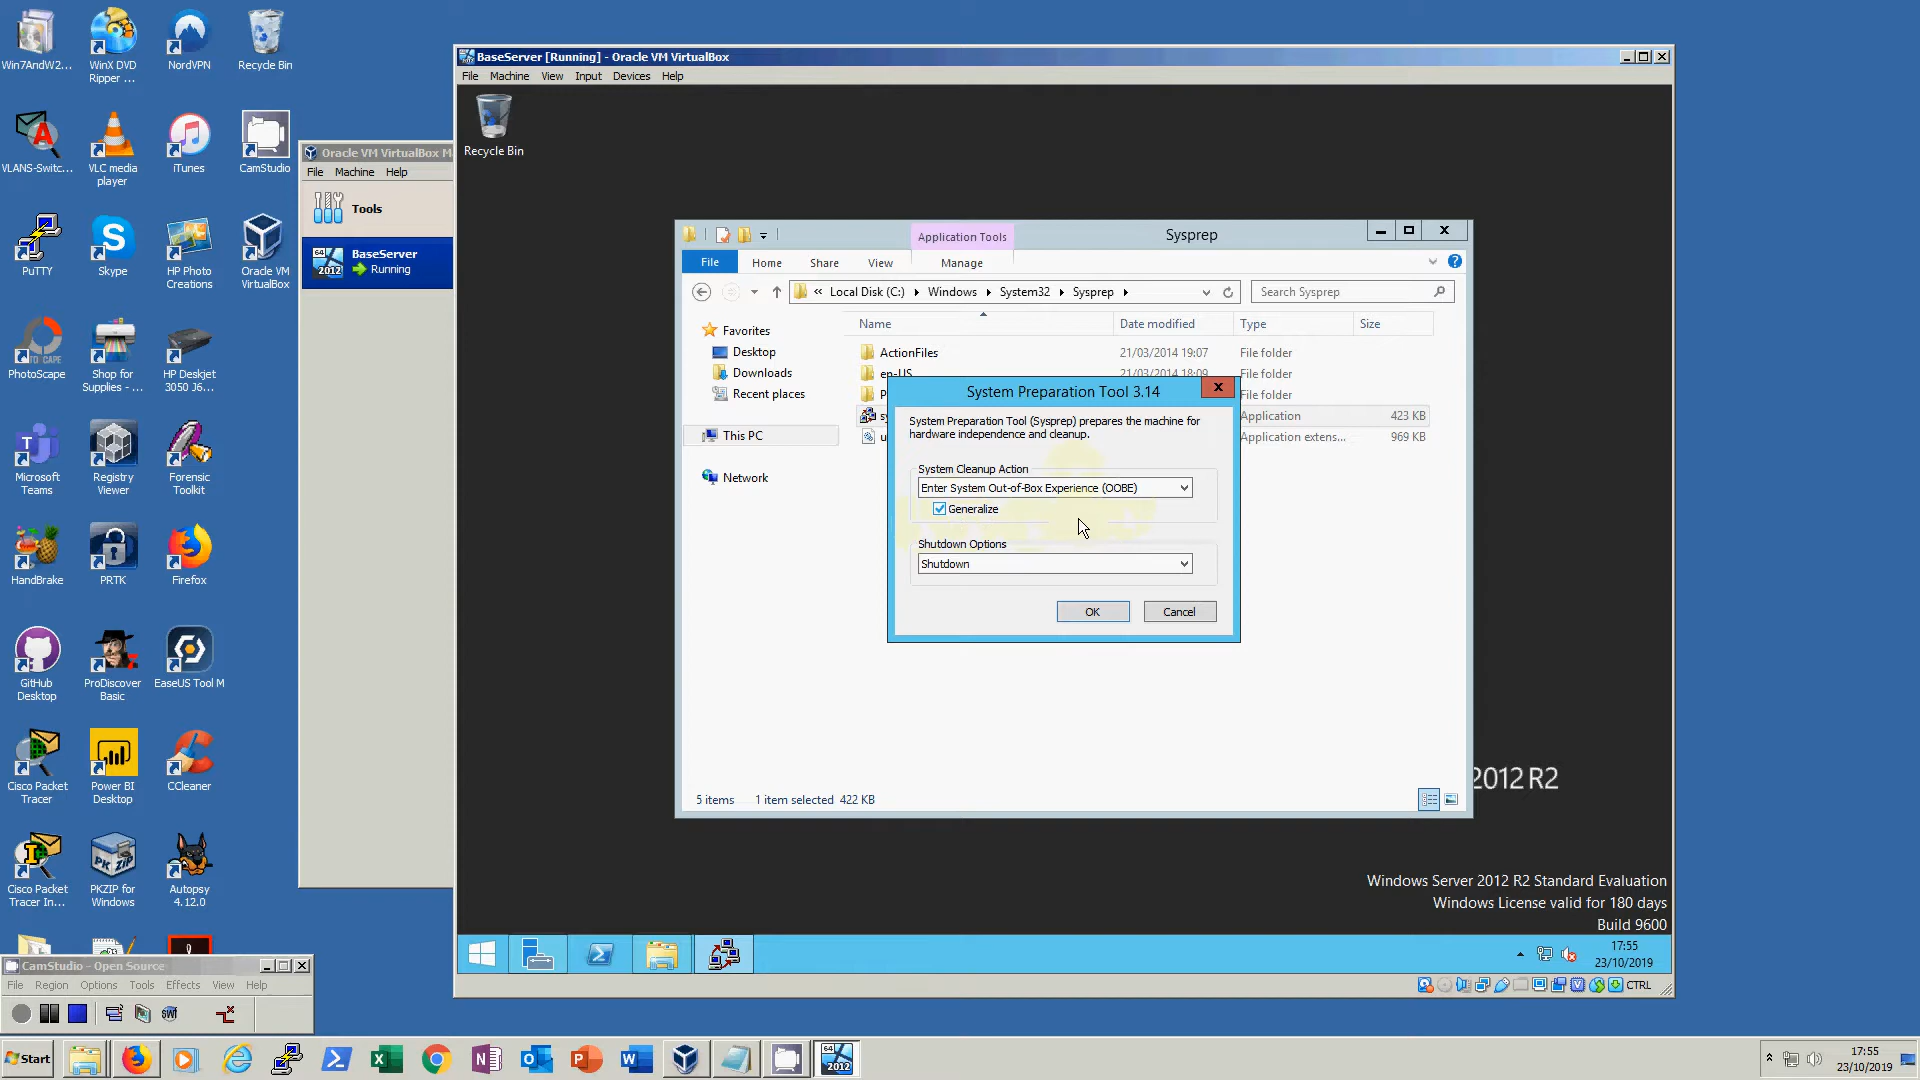 Win7AndW2...
WinX DVD
Ripper ...
NordVPN
Recycle Bin
VLANS-Switc...
VLC media
player
iTunes
CamStudio
PuTTY
Skype
HP Photo
Creations
Oracle VM
VirtualBox
PhotoScape
Shop for
Supplies - ...
HP Deskjet
3050 J6...
Microsoft
Teams
Registry
Viewer
Forensic
Toolkit
HandBrake
PRTK
Firefox
GitHub
Desktop
ProDiscover
Basic
EaseUS Tool M
Cisco Packet
Tracer
Power BI
Desktop
CCleaner
Cisco Packet
Tracer In...
PKZIP for
Windows
Autopsy
4.12.0
Oracle VM VirtualBox M
File Machine Help
Tools
BaseServer
Running
BaseServer [Running] - Oracle VM VirtualBox
File Machine View Input Devices Help
Recycle Bin
Application Tools
Sysprep
File Home Share View Manage
« Local Disk (C:) Windows System32 Sysprep
Search Sysprep
Favorites
Desktop
Downloads
Recent places
This PC
Network
Name Date modified Type Size
ActionFiles 21/03/2014 19:07 File folder
en-US 21/03/2014 18:09 File folder
P File folder
sy Application 423 KB
u Application extens... 969 KB
System Preparation Tool 3.14
System Preparation Tool (Sysprep) prepares the machine for
hardware independence and cleanup.
System Cleanup Action
Enter System Out-of-Box Experience (OOBE)
Generalize
Shutdown Options
Shutdown
OK Cancel
5 items 1 item selected 422 KB
2012 R2
Windows Server 2012 R2 Standard Evaluation
Windows License valid for 180 days
Build 9600
17:55
23/10/2019
CTRL
CamStudio - Open Source
File Region Options Tools Effects View Help
Start
17:55
23/10/2019